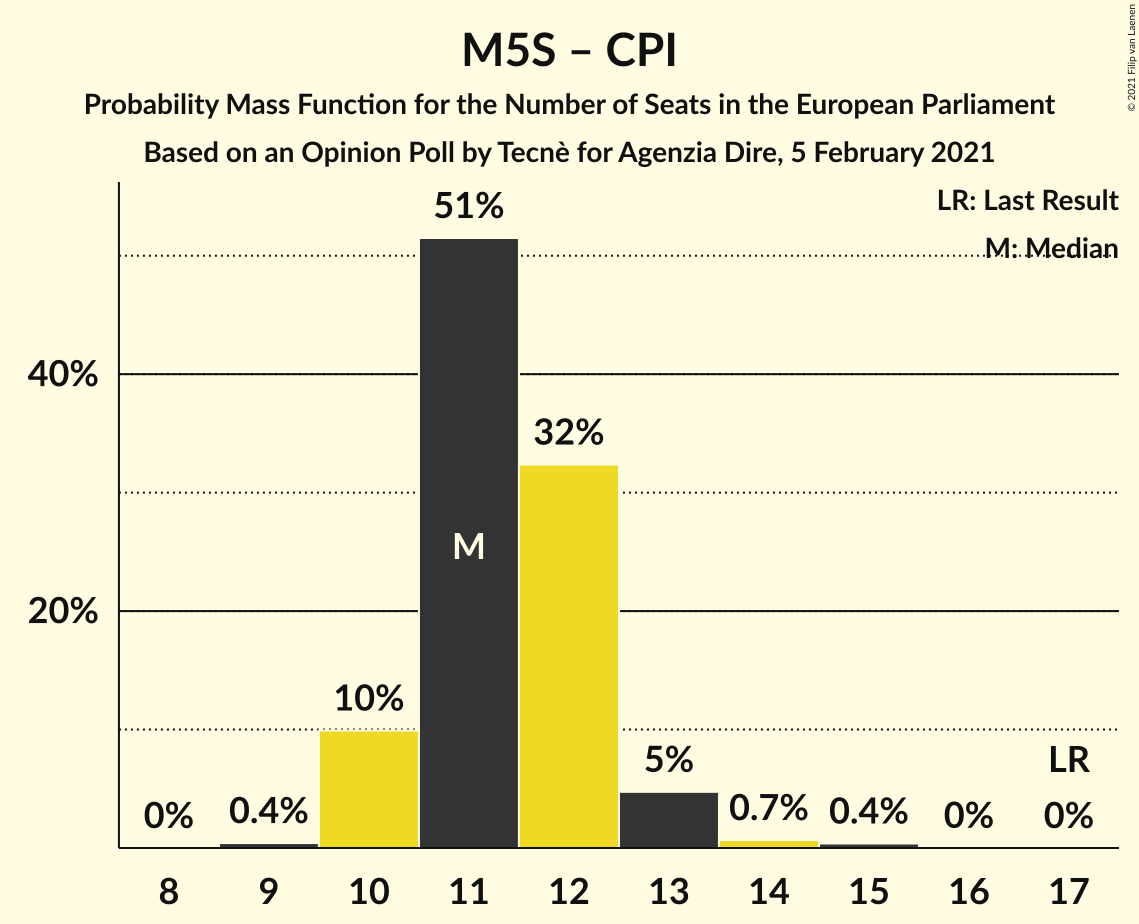 M5S – CPI
Probability Mass Function for the Number of Seats in the European Parliament
Based on an Opinion Poll by Tecnè for Agenzia Dire, 5 February 2021
© 2021 Filip van Laenen
LR: Last Result
M: Median
51%
40%
32%
M
20%
10%
5%
LR
0%
0.4%
0.7%
0.4%
0%
0%
8 9 10 11 12 13 14 15 16 17